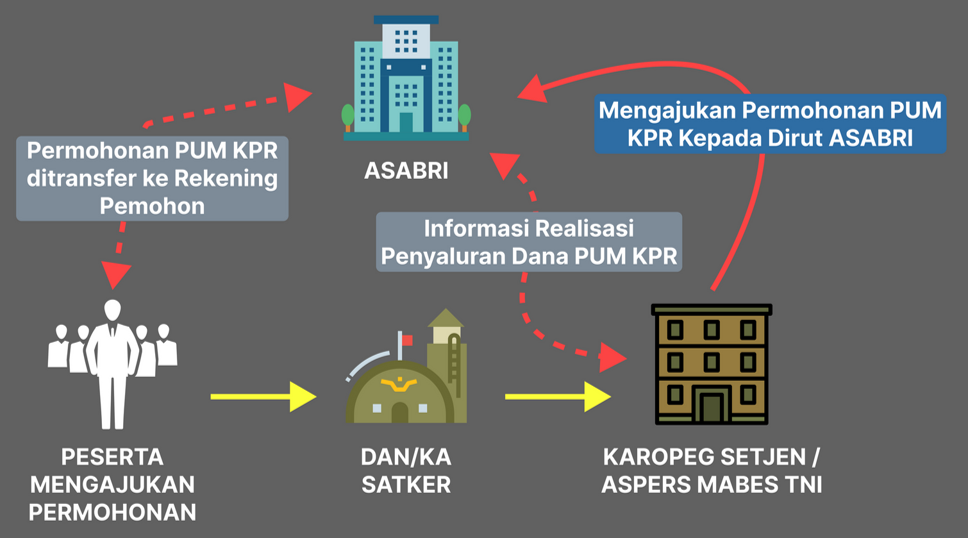 ASABRI
Mengajukan Permohonan PUM
KPR Kepada Dirut ASABRI
Permohonan PUM KPR
ditransfer ke Rekening
Pemohon
Informasi Realisasi
Penyaluran Dana PUM KPR
PESERTA
MENGAJUKAN
PERMOHONAN
DAN/KA
SATKER
KAROPEG SETJEN /
ASPERS MABES TNI